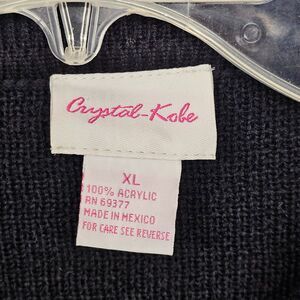 Crystal-Kobe
XL
100% ACRYLIC
RN 69377
MADE IN MEXICO
FOR CARE SEE REVERSE